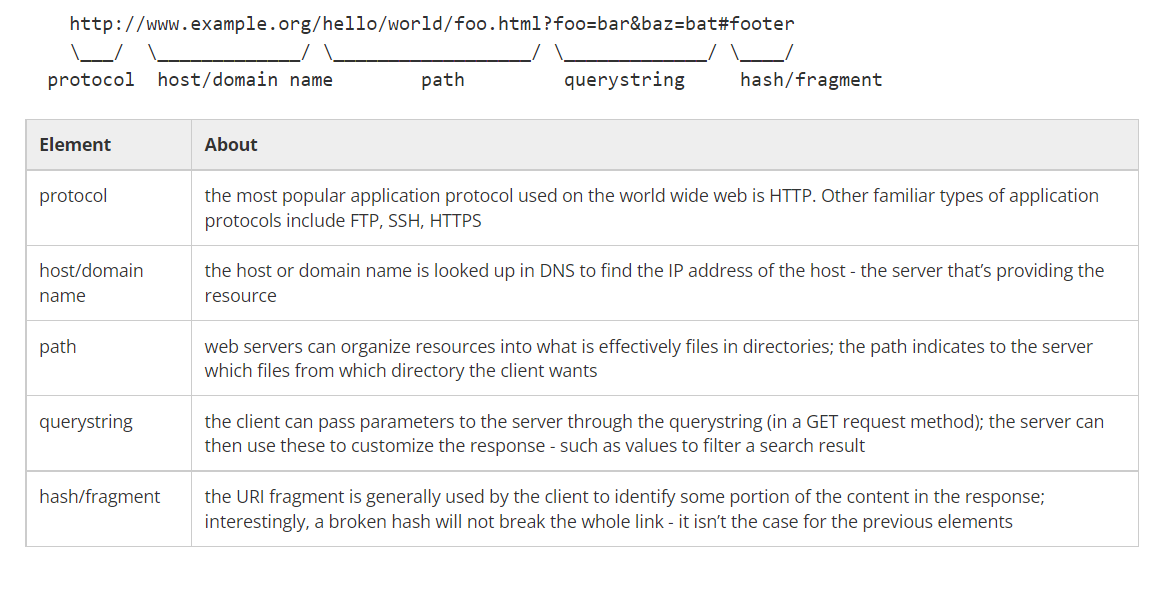 http://www.example.org/hello/world/foo.html?foo=bar&baz=bat#footer
\___/  \_____________/ \__________________/ \_____________/ \____/
protocol  host/domain name        path         querystring     hash/fragment
Element About
protocol the most popular application protocol used on the world wide web is HTTP. Other familiar types of application
protocols include FTP, SSH, HTTPS
host/domain the host or domain name is looked up in DNS to find the IP address of the host - the server that’s providing the
name resource
path web servers can organize resources into what is effectively files in directories; the path indicates to the server
which files from which directory the client wants
querystring the client can pass parameters to the server through the querystring (in a GET request method); the server can
then use these to customize the response - such as values to filter a search result
hash/fragment the URI fragment is generally used by the client to identify some portion of the content in the response;
interestingly, a broken hash will not break the whole link - it isn’t the case for the previous elements